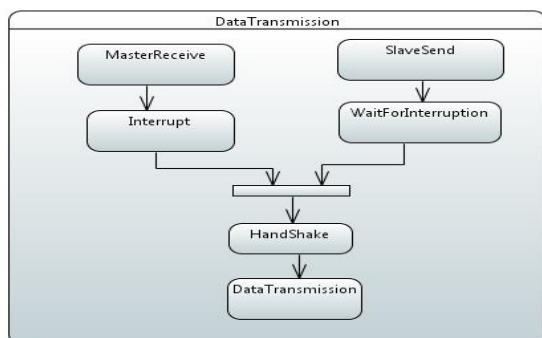 DataTransmission
MasterReceive
SlaveSend
Interrupt
WaitForInterruption
HandShake
DataTransmission